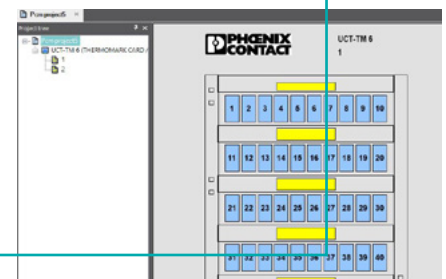 Pcmproject5 ×
Project tree
Pcmproject5
UCT-TM 6 (THERMOMARK CARD /
1
2
PHŒNIX
CONTACT
UCT-TM 6
1
1 2 3 4 5 6 7 8 9 10
11 12 13 14 15 16 17 18 19 20
21 22 23 24 25 26 27 28 29 30
31 32 33 34 35 36 37 38 39 40